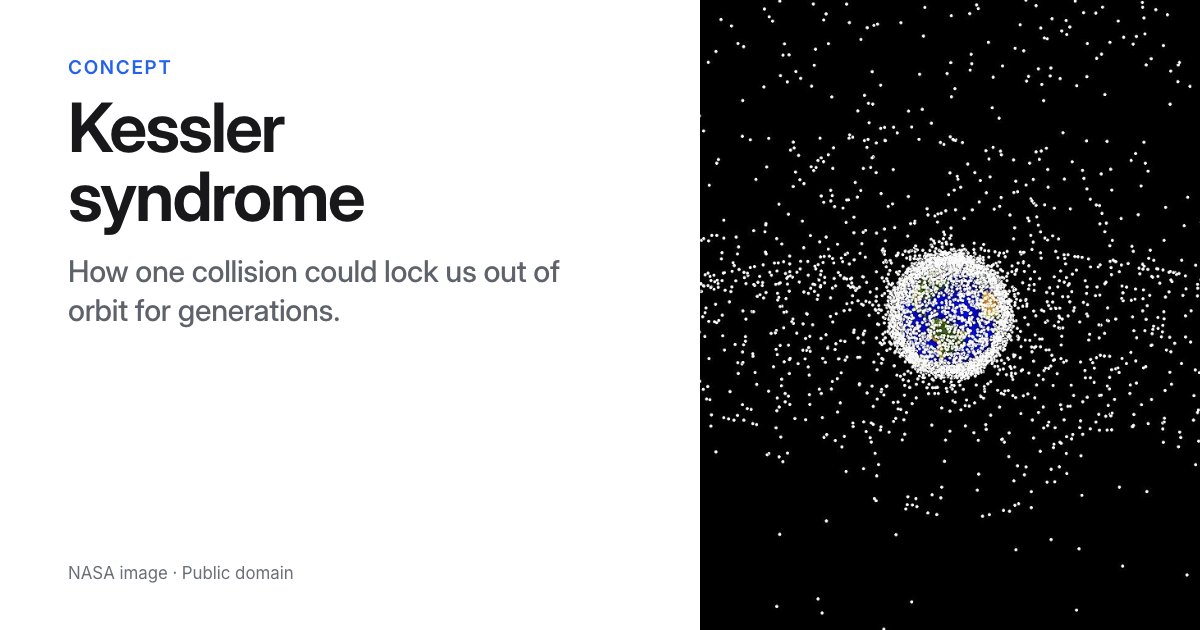 CONCEPT
Kessler
syndrome
How one collision could lock us out of
orbit for generations.
NASA image · Public domain